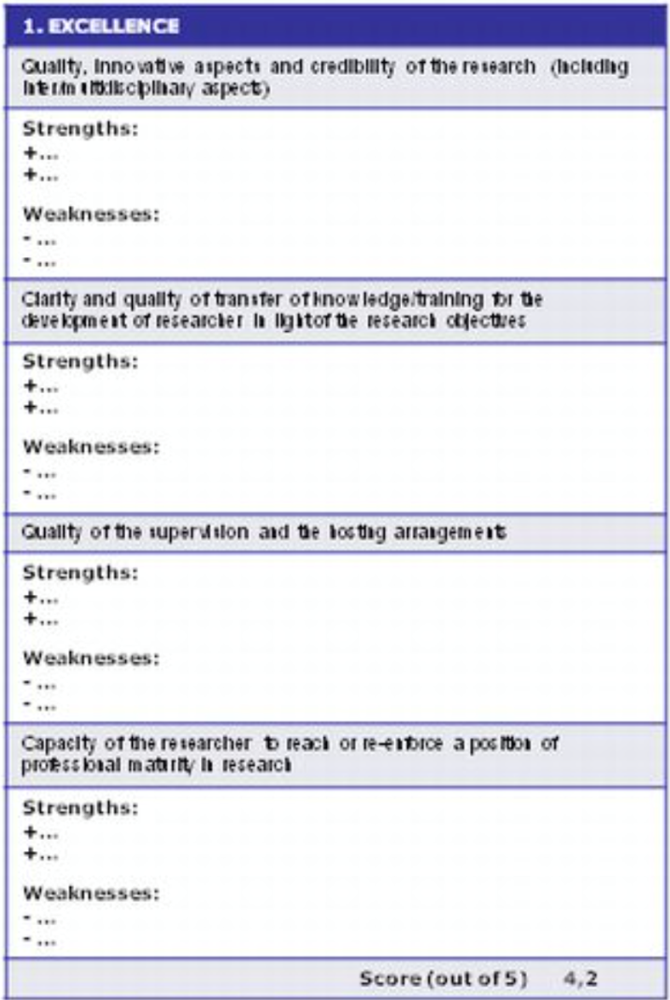 1. EXCELLENCE
Quality, innovative aspects and credibility of the research (including
inter/multidisciplinary aspects)
Strengths:
+...
+...
Weaknesses:
- ...
- ...
Clarity and quality of transfer of knowledge/training for the
development of researcher in light of the research objectives
Strengths:
+...
+...
Weaknesses:
- ...
- ...
Quality of the supervision and the hosting arrangements
Strengths:
+...
+...
Weaknesses:
- ...
- ...
Capacity of the researcher to reach or re-enforce a position of
professional maturity in research
Strengths:
+...
+...
Weaknesses:
- ...
- ...
Score (out of 5) 4,2